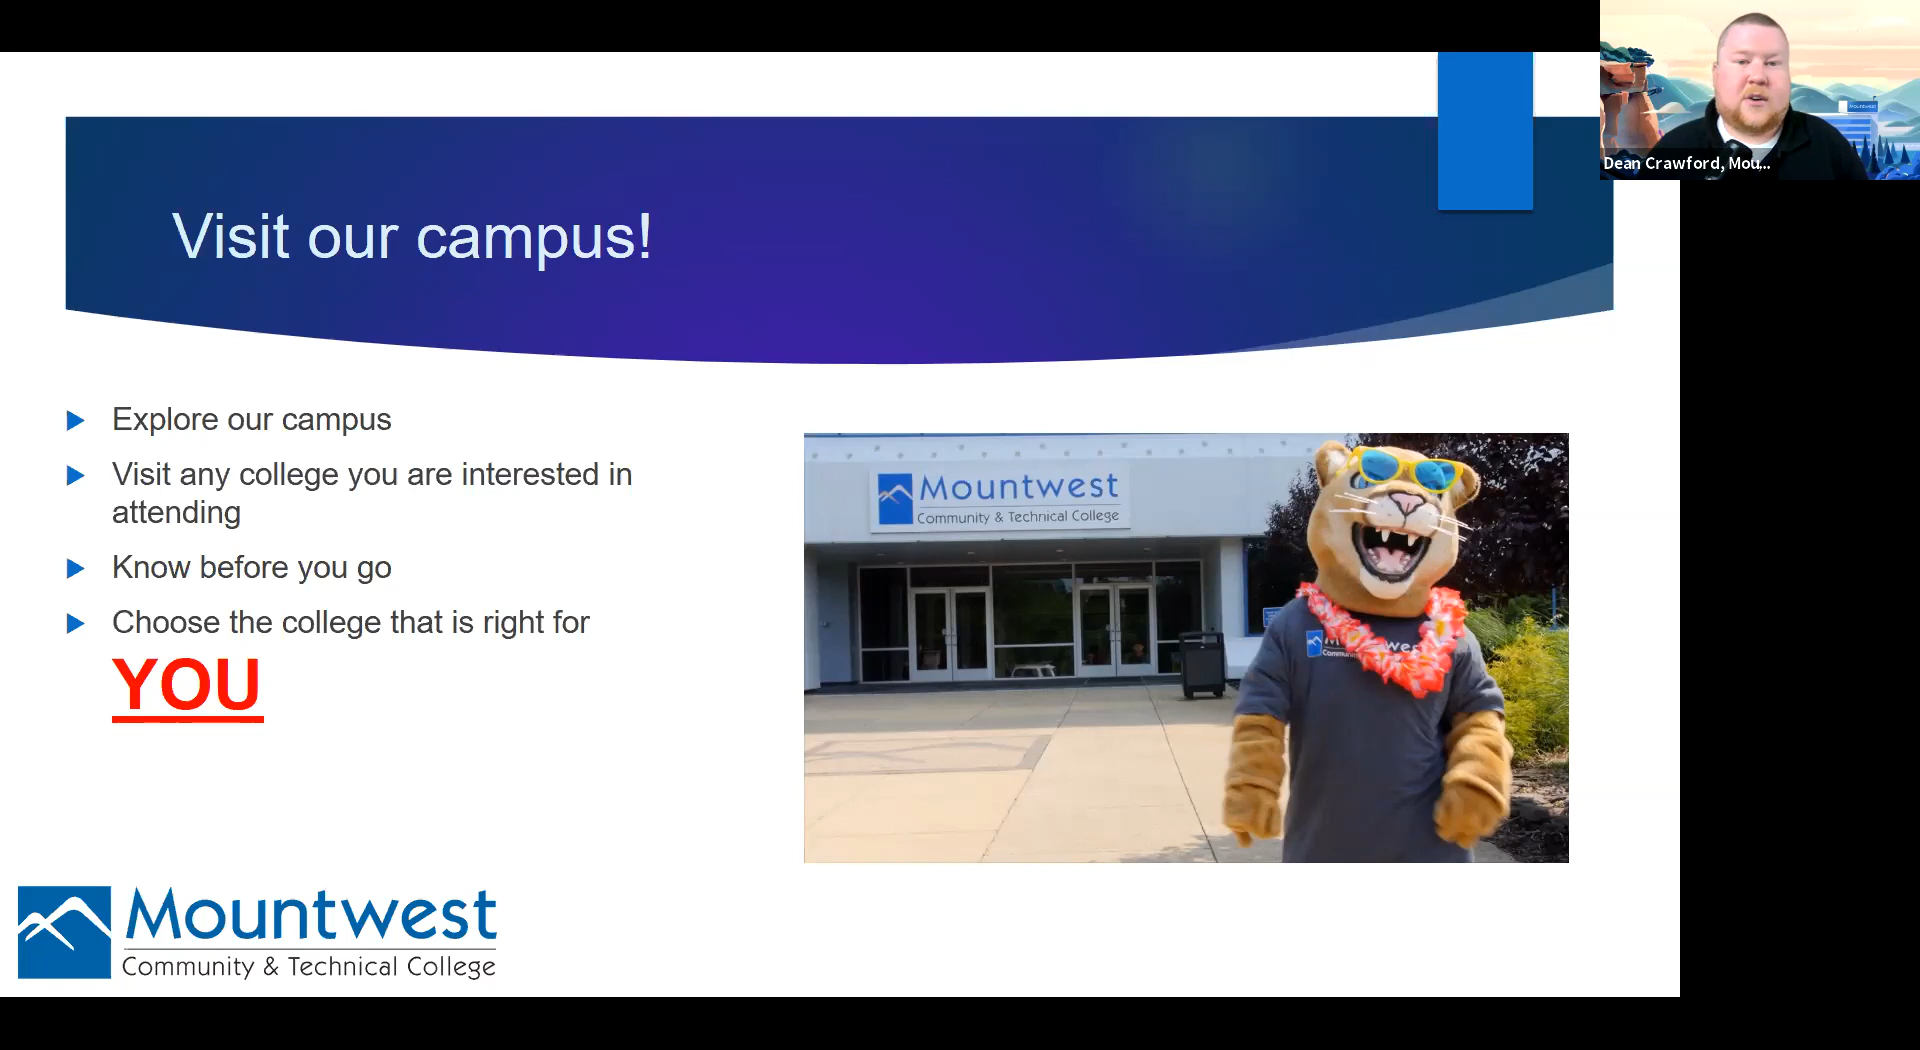 Dean Crawford, Mou...
Visit our campus!
Explore our campus
Visit any college you are interested in
attending
Know before you go
Choose the college that is right for
YOU
Mountwest
Community & Technical College
Mountwest
Community & Technical College